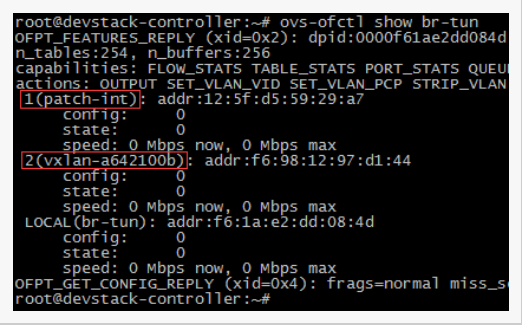 root@devstack-controller:~# ovs-ofctl show br-tun
OFPT_FEATURES_REPLY (xid=0x2): dpid:0000f61ae2dd084d
n_tables:254, n_buffers:256
capabilities: FLOW_STATS TABLE_STATS PORT_STATS QUEU
actions: OUTPUT SET_VLAN_VID SET_VLAN_PCP STRIP_VLAN
1(patch-int): addr:12:5f:d5:59:29:a7
config: 0
state: 0
speed: 0 Mbps now, 0 Mbps max
2(vxlan-a642100b): addr:f6:98:12:97:d1:44
config: 0
state: 0
speed: 0 Mbps now, 0 Mbps max
LOCAL(br-tun): addr:f6:1a:e2:dd:08:4d
config: 0
state: 0
speed: 0 Mbps now, 0 Mbps max
OFPT_GET_CONFIG_REPLY (xid=0x4): frags=normal miss_s
root@devstack-controller:~#